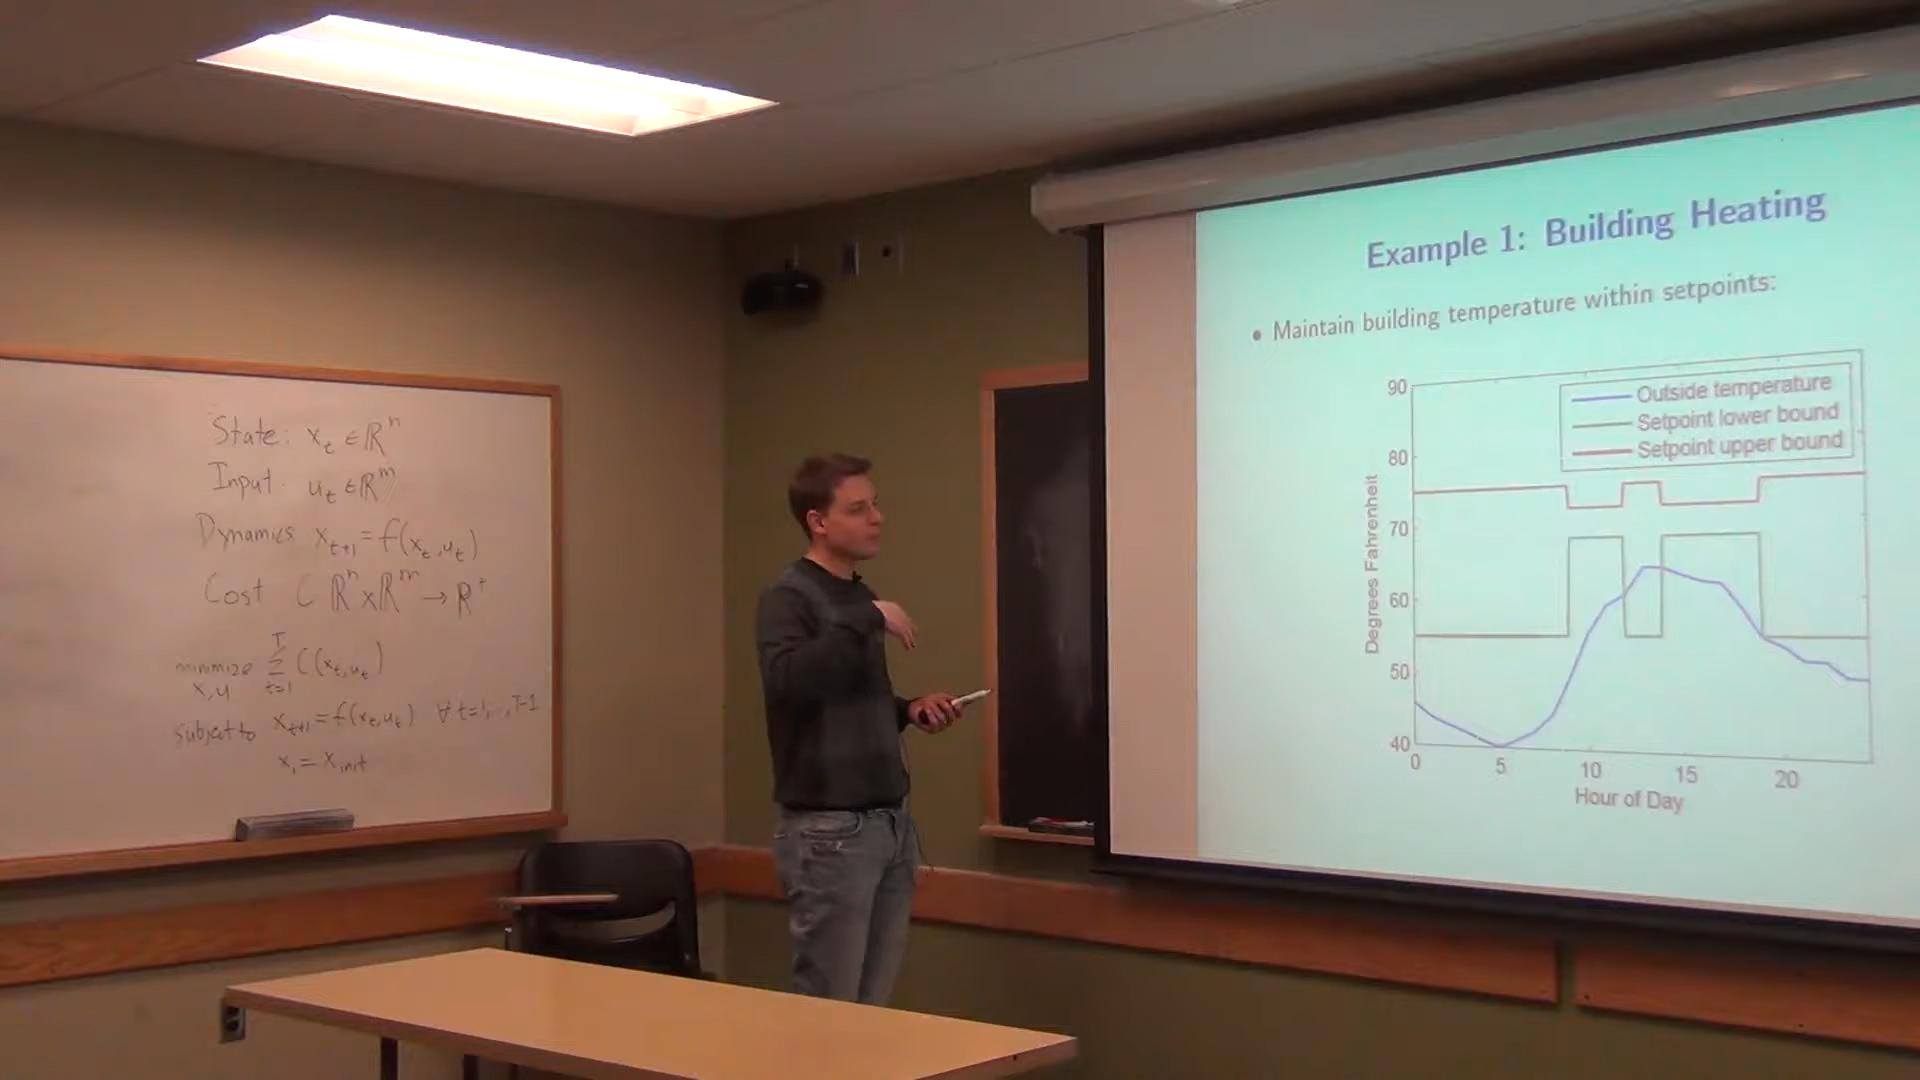 State: xₜ ∈ ℝⁿ
Input: uₜ ∈ ℝᵐ
Dynamics xₜ₊₁ = f(xₜ, uₜ)
Cost C ℝⁿ × ℝᵐ → ℝ⁺
minimize Σ C(xₜ, uₜ)
T
t=1
x, u
subject to xₜ₊₁ = f(xₜ, uₜ) ∀ t=1,...,T-1
x₁ = x_init
Example 1: Building Heating
• Maintain building temperature within setpoints:
Outside temperature
Setpoint lower bound
Setpoint upper bound
Degrees Fahrenheit
90
80
70
60
50
40
0 5 10 15 20
Hour of Day